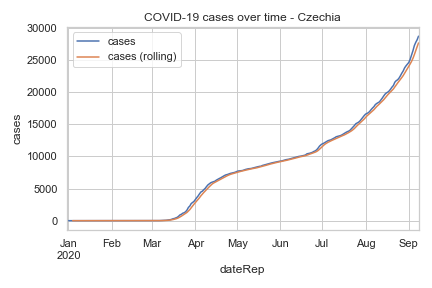 COVID-19 cases over time - Czechia
cases
cases (rolling)
30000
25000
20000
15000
10000
5000
0
cases
Jan Feb Mar Apr May Jun Jul Aug Sep
2020
dateRep